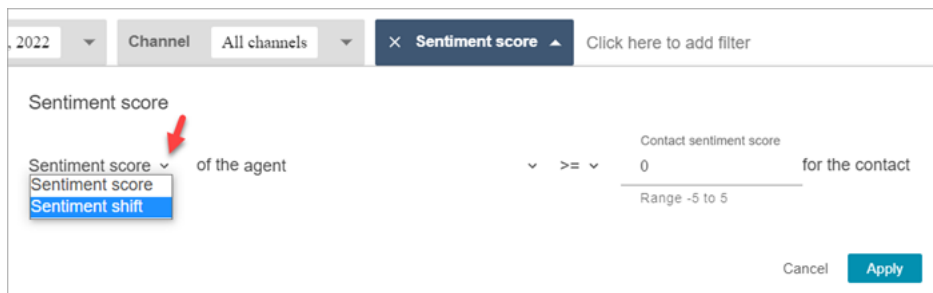 , 2022 Channel All channels × Sentiment score Click here to add filter
Sentiment score
Contact sentiment score
Sentiment score of the agent >= 0 for the contact
Sentiment score
Range -5 to 5
Sentiment shift
Cancel Apply